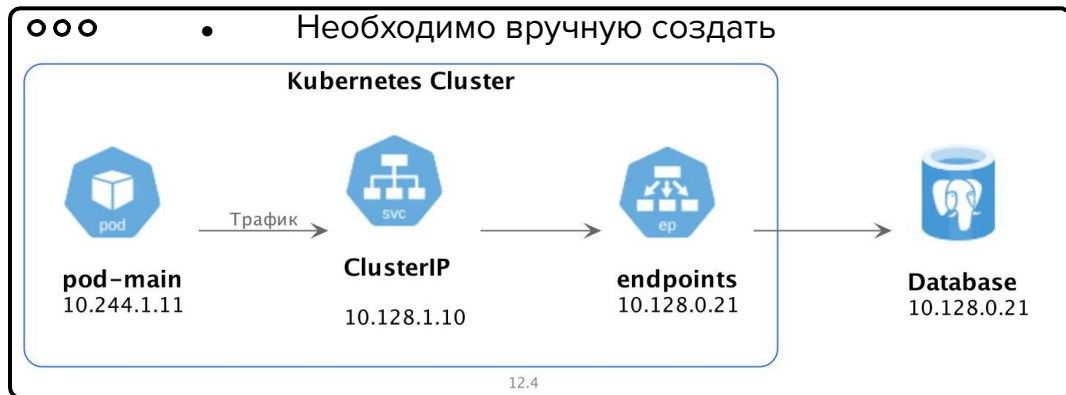 • Необходимо вручную создать
Kubernetes Cluster
pod
Трафик
svc
ep
pod-main
10.244.1.11
ClusterIP
10.128.1.10
endpoints
10.128.0.21
Database
10.128.0.21
12.4